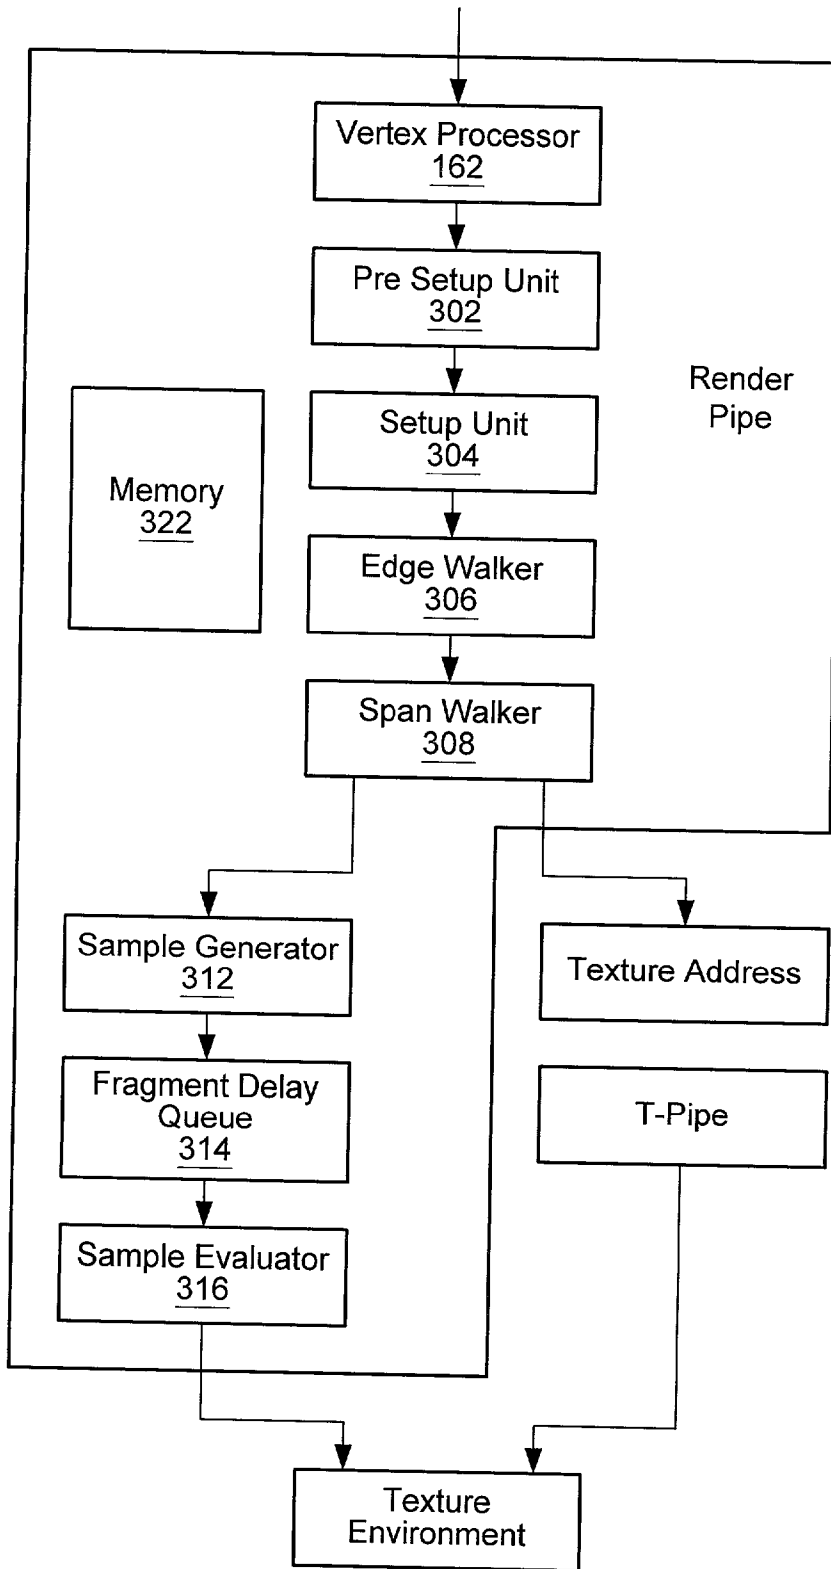 Vertex Processor
162
Pre Setup Unit
302
Render
Pipe
Setup Unit
304
Memory
322
Edge Walker
306
Span Walker
308
Sample Generator
312
Texture Address
Fragment Delay
Queue
314
T-Pipe
Sample Evaluator
316
Texture
Environment